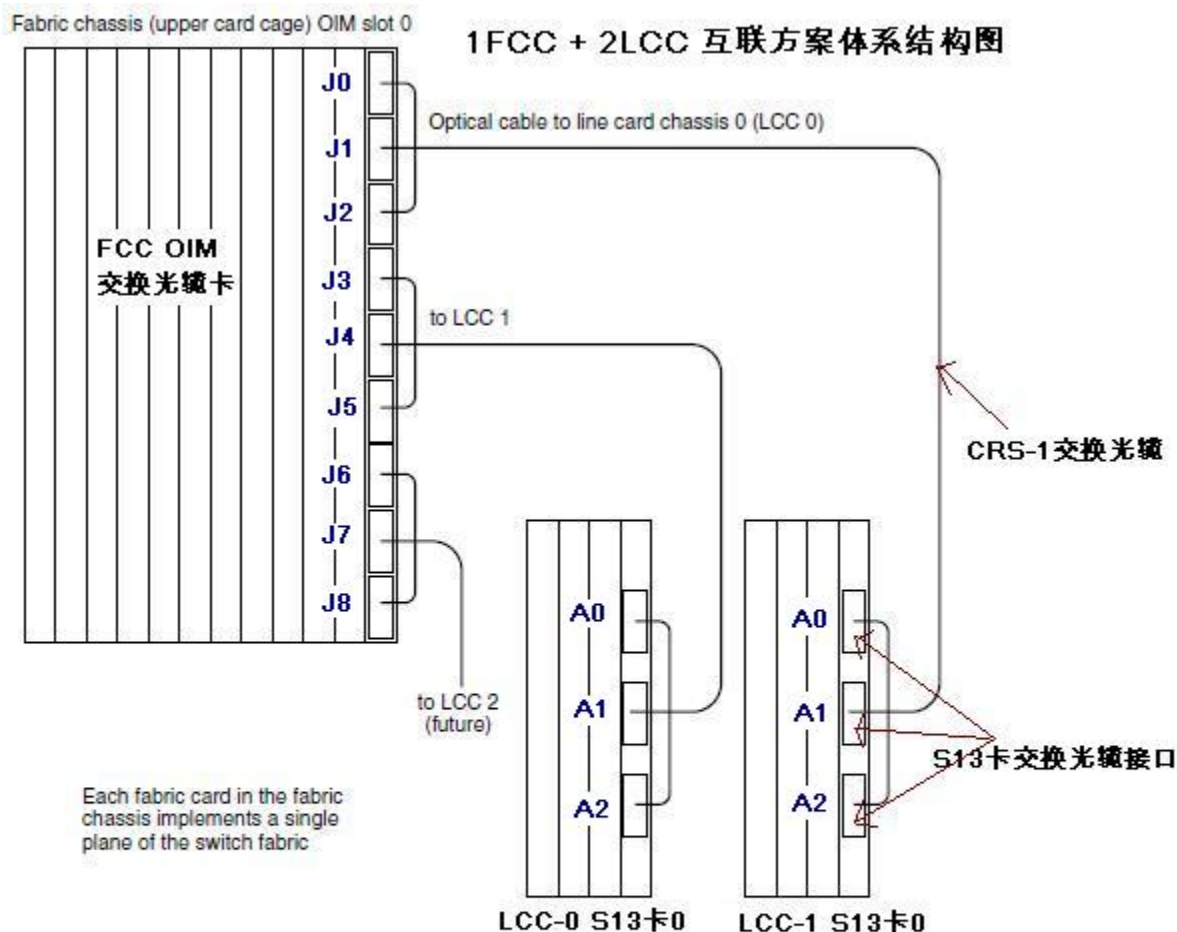 Fabric chassis (upper card cage) OIM slot 0
1FCC + 2LCC 互联方案体系结构图
J0
Optical cable to line card chassis 0 (LCC 0)
J1
J2
FCC OIM
交换光缆卡
J3
to LCC 1
J4
J5
CRS-1交换光缆
J6
J7
J8
A0
A0
to LCC 2
(future)
A1
A1
S13卡交换光缆接口
Each fabric card in the fabric
chassis implements a single
plane of the switch fabric
A2
A2
LCC-0 S13卡0
LCC-1 S13卡0